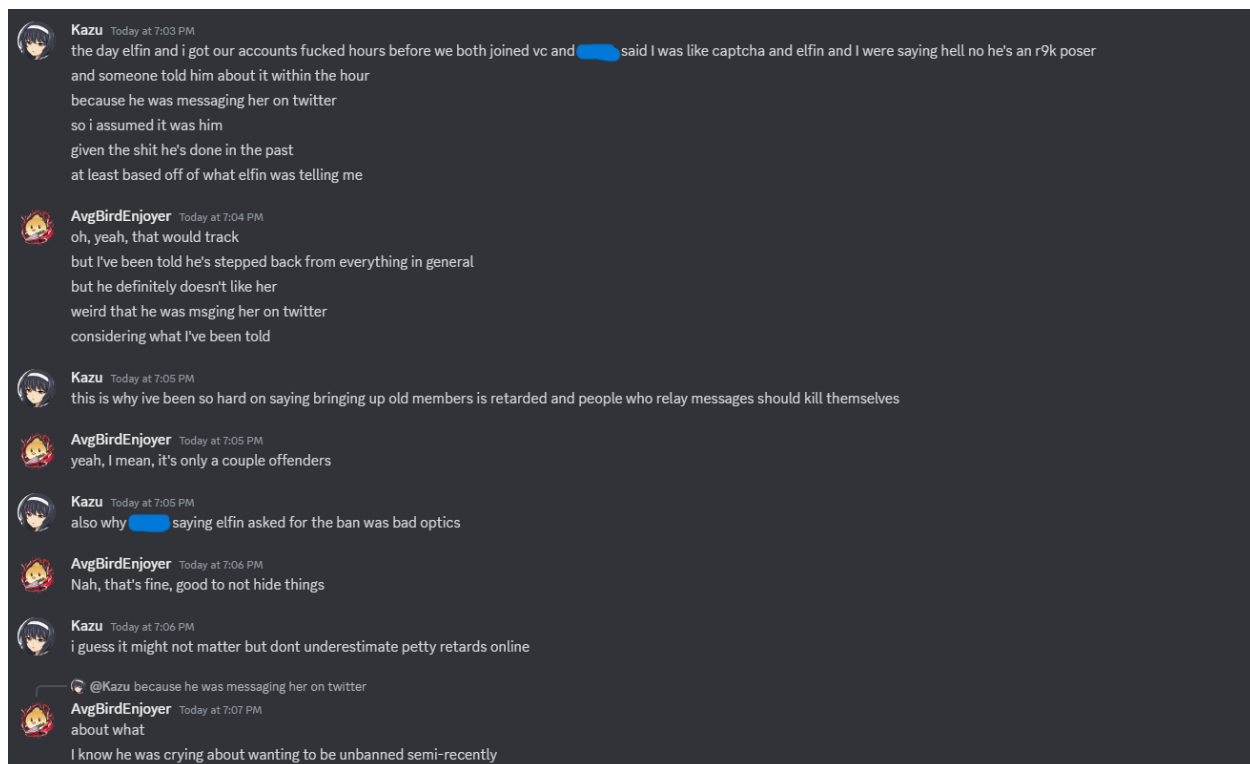 Kazu Today at 7:03 PM
the day elfin and i got our accounts fucked hours before we both joined vc and said I was like captcha and elfin and I were saying hell no he's an r9k poser
and someone told him about it within the hour
because he was messaging her on twitter
so i assumed it was him
given the shit he's done in the past
at least based off of what elfin was telling me
AvgBirdEnjoyer Today at 7:04 PM
oh, yeah, that would track
but I've been told he's stepped back from everything in general
but he definitely doesn't like her
weird that he was msging her on twitter
considering what I've been told
Kazu Today at 7:05 PM
this is why ive been so hard on saying bringing up old members is retarded and people who relay messages should kill themselves
AvgBirdEnjoyer Today at 7:05 PM
yeah, I mean, it's only a couple offenders
Kazu Today at 7:05 PM
also why saying elfin asked for the ban was bad optics
AvgBirdEnjoyer Today at 7:06 PM
Nah, that's fine, good to not hide things
Kazu Today at 7:06 PM
i guess it might not matter but dont underestimate petty retards online
@Kazu because he was messaging her on twitter
AvgBirdEnjoyer Today at 7:07 PM
about what
I know he was crying about wanting to be unbanned semi-recently